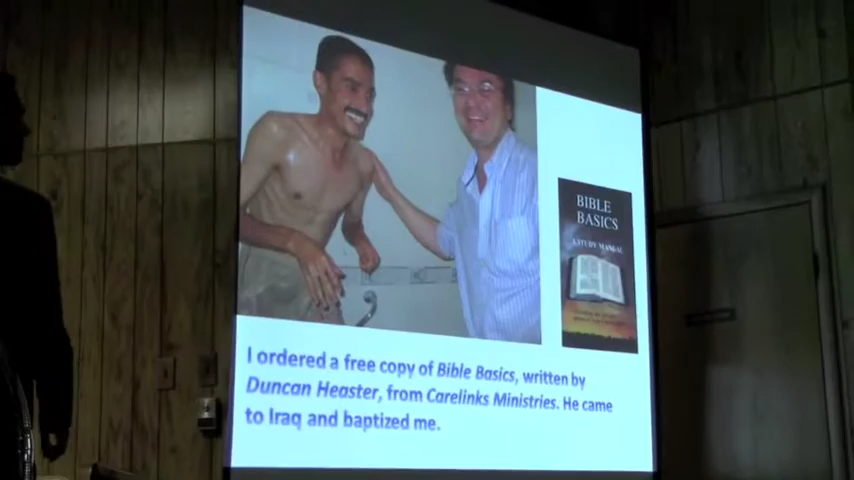 BIBLE
BASICS
A STUDY MANUAL
I ordered a free copy of Bible Basics, written by
Duncan Heaster, from Carelinks Ministries. He came
to Iraq and baptized me.